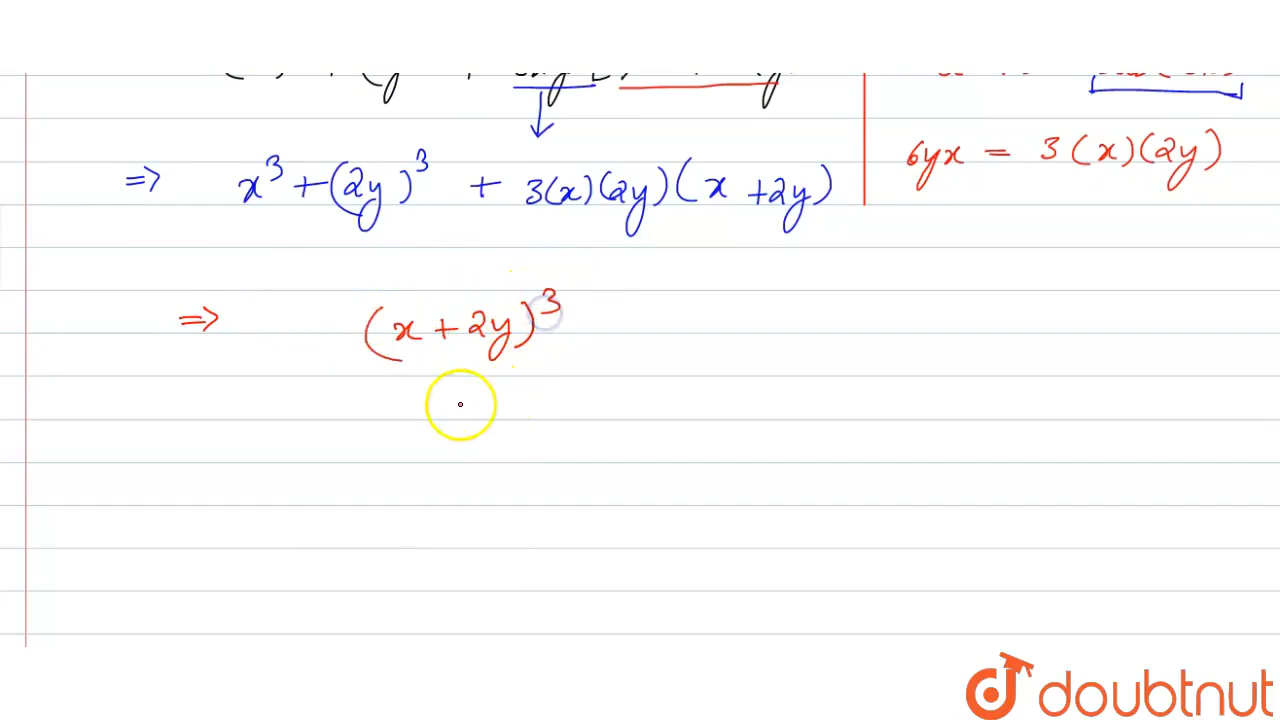 6yx = 3(x)(2y)
⇒ x³ + (2y)³ + 3(x)(2y)(x + 2y)
⇒ (x + 2y)³
doubtnut